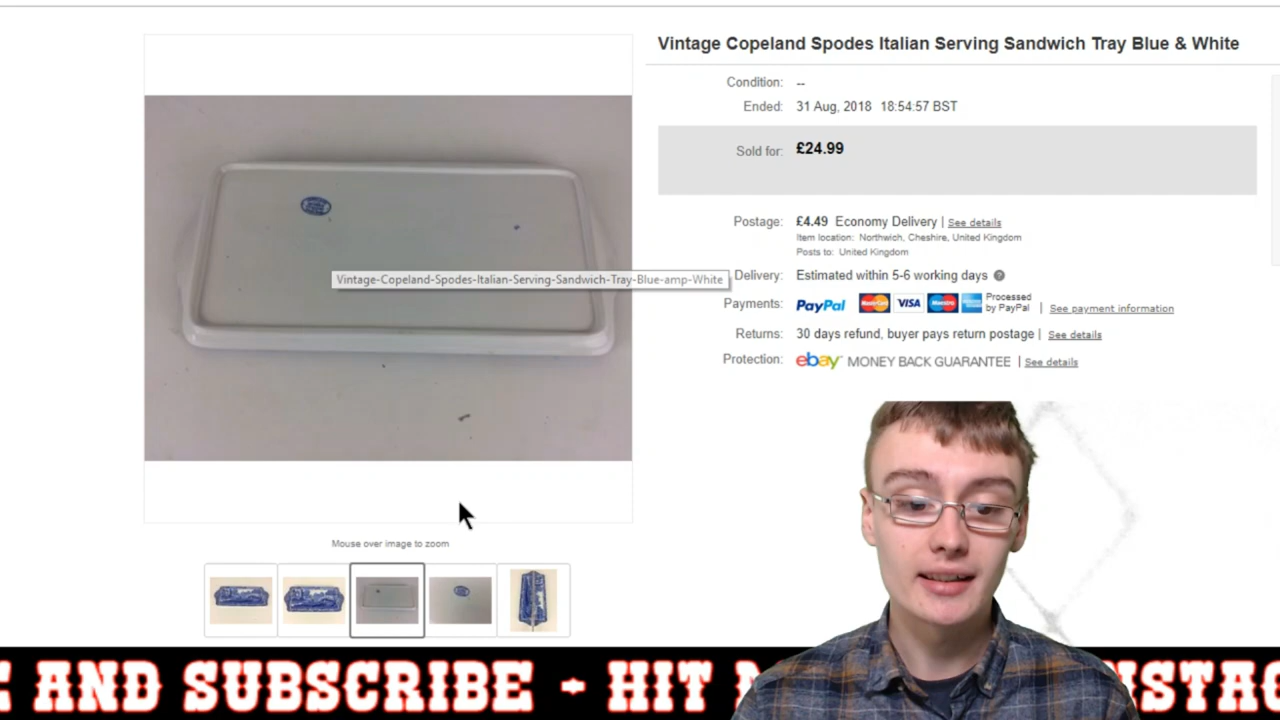 Vintage Copeland Spodes Italian Serving Sandwich Tray Blue & White
Condition: --
Ended: 31 Aug, 2018 18:54:57 BST
Sold for: £24.99
Postage: £4.49 Economy Delivery | See details
Item location: Northwich, Cheshire, United Kingdom
Posts to: United Kingdom
Vintage-Copeland-Spodes-Italian-Serving-Sandwich-Tray-Blue-amp-White
Delivery: Estimated within 5-6 working days
Payments: PayPal MasterCard VISA Maestro Processed by PayPal | See payment information
Returns: 30 days refund, buyer pays return postage | See details
Protection: ebay MONEY BACK GUARANTEE | See details
Mouse over image to zoom
E AND SUBSCRIBE - HIT NSTAG